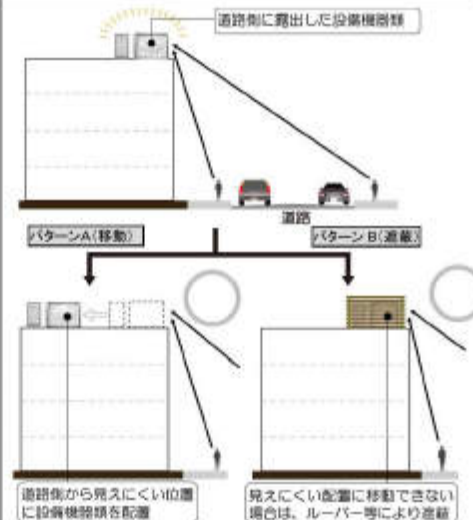 道路側に露出した設備機器類
道路
パターンA(移動)
パターンB(遮蔽)
道路側から見えにくい位置
に設備機器類を配置
見えにくい配置に移動できない
場合は、ルーバー等により遮蔽